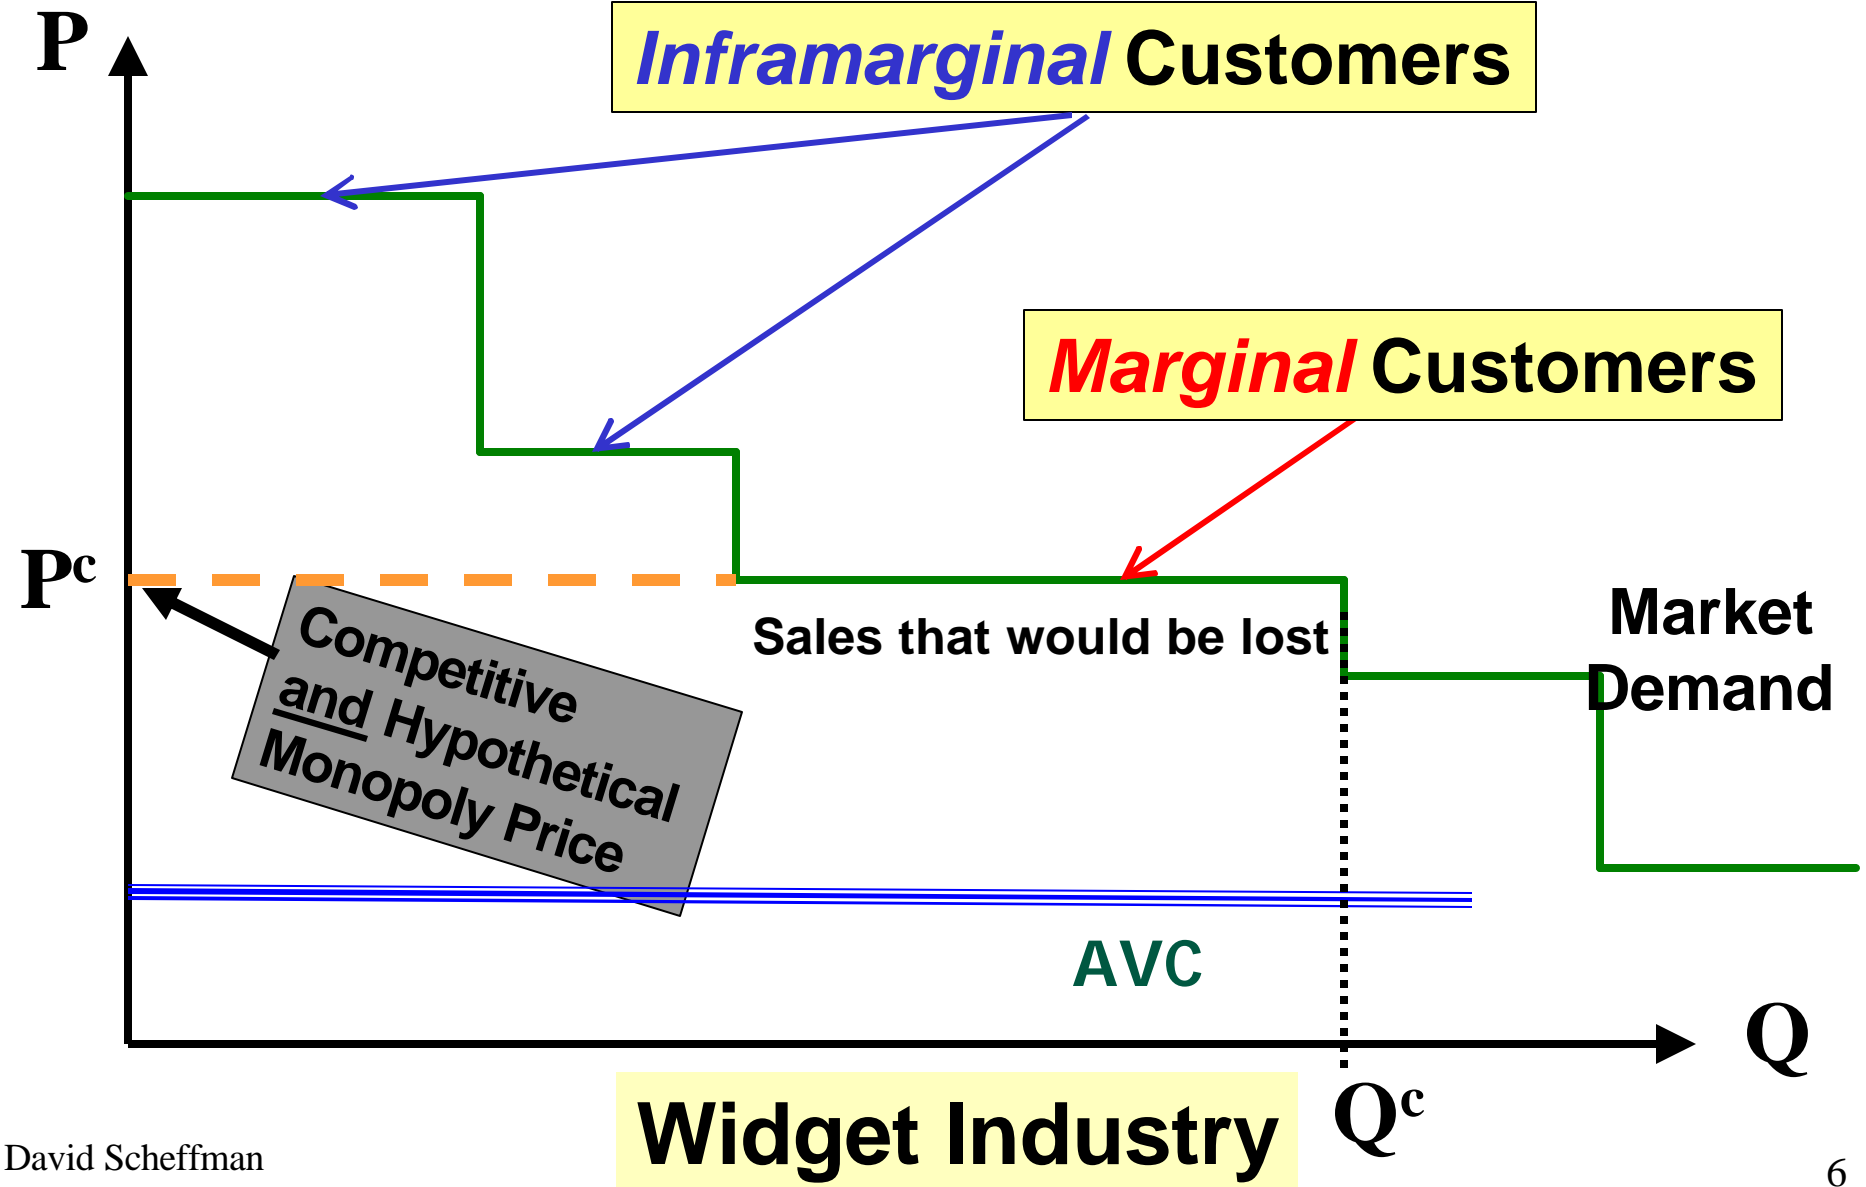 P
Inframarginal Customers
Marginal Customers
Pᶜ
Competitive
and Hypothetical
Monopoly Price
Sales that would be lost
Market
Demand
AVC
Q
Qᶜ
Widget Industry
David Scheffman
6